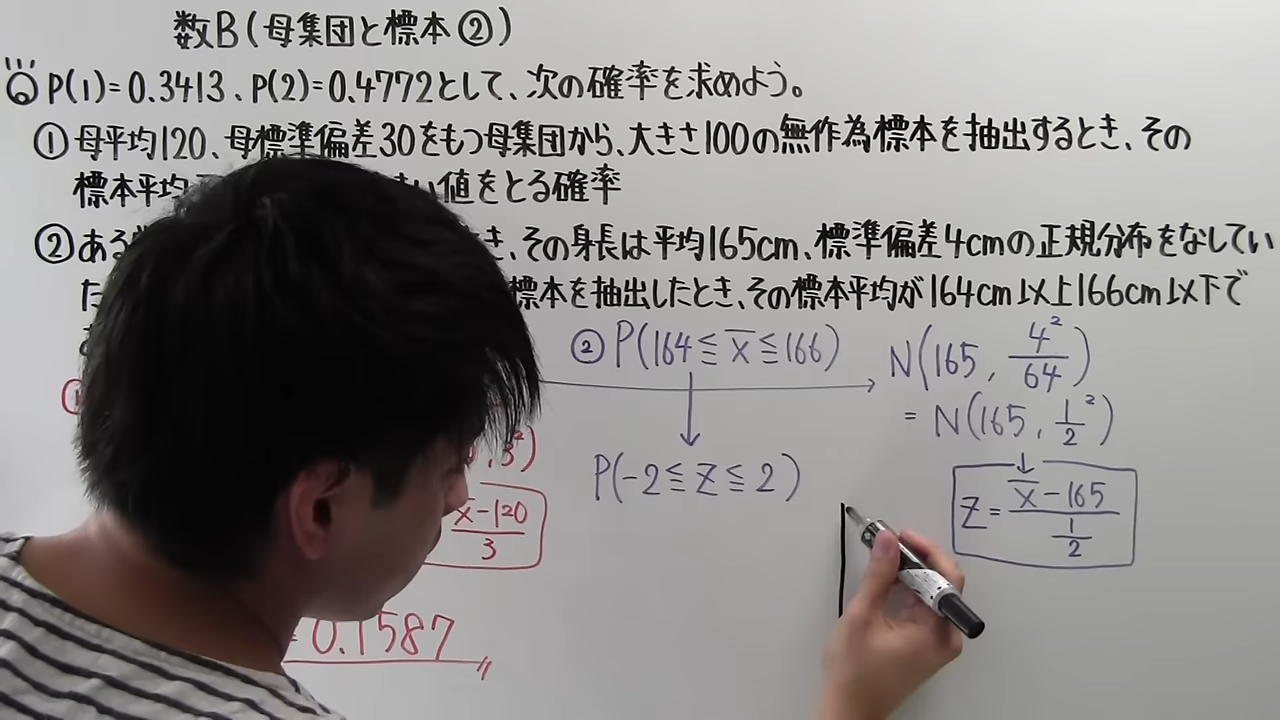 数B(母集団と標本②)
P(1)=0.3413、P(2)=0.4772として、次の確率を求めよう。
①母平均120、母標準偏差30をもつ母集団から、大きさ100の無作為標本を抽出するとき、その
標本平均 い値をとる確率
②ある き、その身長は平均165cm、標準偏差4cmの正規分布をなしてい
た 標本を抽出したとき、その標本平均が164cm以上166cm以下で
②P(164≦x̄≦166)
N(165, 4²/64)
=N(165, 1/2²)
P(-2≦Z≦2)
Z=(x̄-165)/(1/2)
, 3²)
x̄-120/3
=0.1587